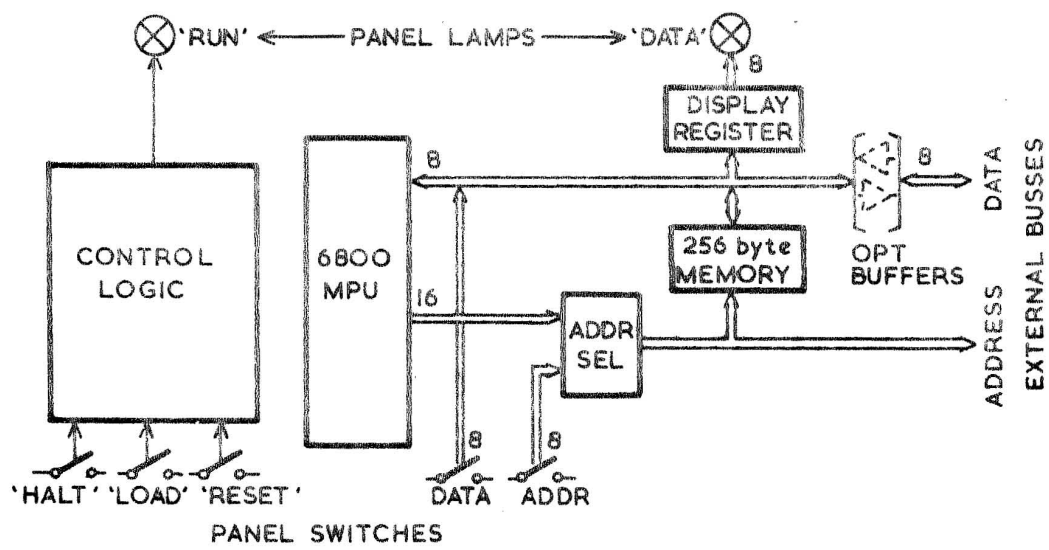 'RUN' PANEL LAMPS 'DATA'
8
DISPLAY
REGISTER
8
8
DATA
CONTROL
LOGIC
6800
MPU
256 byte
MEMORY
OPT
BUFFERS
16
ADDR
SEL
ADDRESS
EXTERNAL BUSSES
8
8
'HALT' 'LOAD' 'RESET'
DATA
ADDR
PANEL SWITCHES